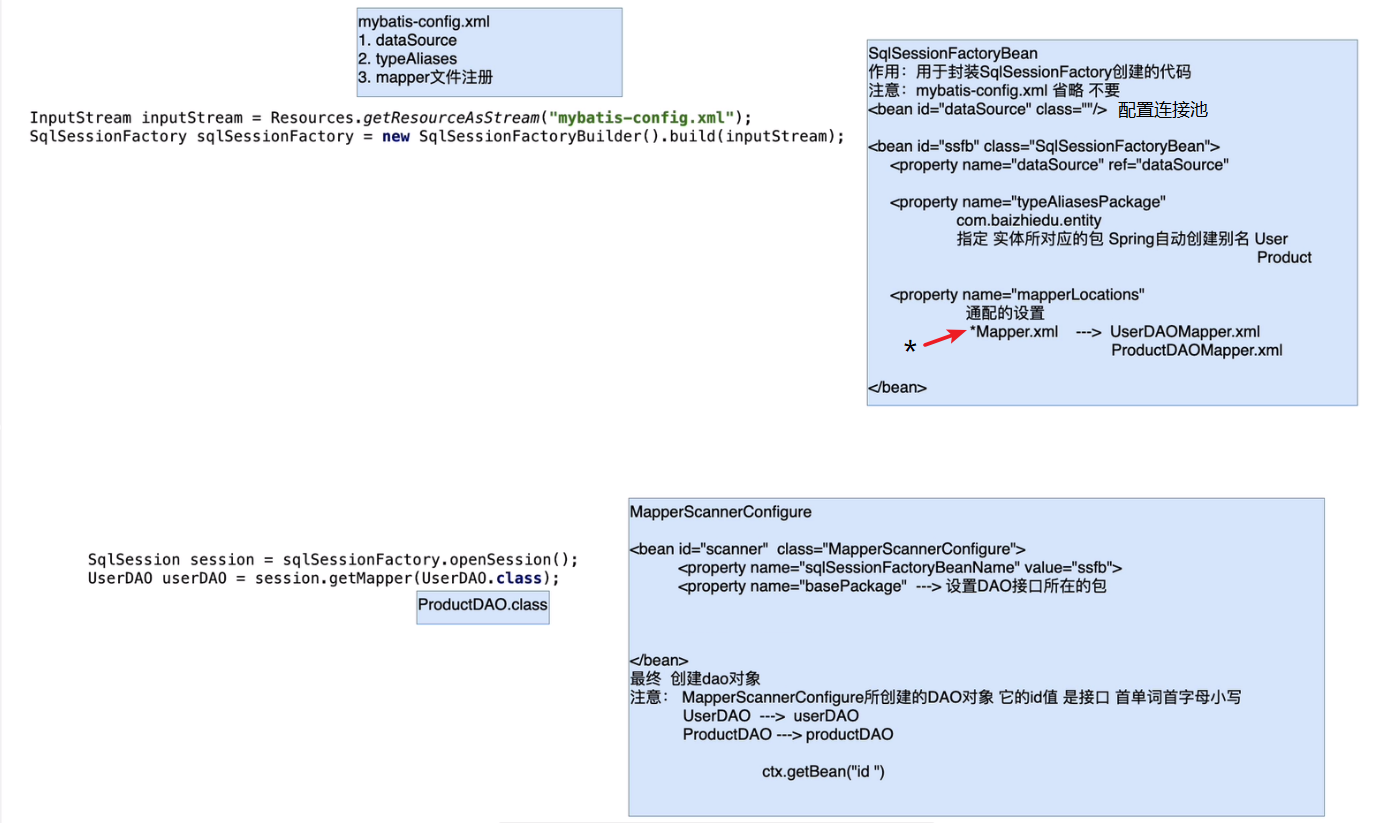 mybatis-config.xml
1. dataSource
2. typeAliases
3. mapper文件注册
InputStream inputStream = Resources.getResourceAsStream("mybatis-config.xml");
SqlSessionFactory sqlSessionFactory = new SqlSessionFactoryBuilder().build(inputStream);
SqlSessionFactoryBean
作用：用于封装SqlSessionFactory创建的代码
注意：mybatis-config.xml 省略 不要
<bean id="dataSource" class=""/> 配置连接池
<bean id="ssfb" class="SqlSessionFactoryBean">
<property name="dataSource" ref="dataSource"
<property name="typeAliasesPackage"
com.baizhiedu.entity
指定 实体所对应的包 Spring自动创建别名 User
Product
<property name="mapperLocations"
通配的设置
*Mapper.xml ---> UserDAOMapper.xml
* ProductDAOMapper.xml
</bean>
SqlSession session = sqlSessionFactory.openSession();
UserDAO userDAO = session.getMapper(UserDAO.class);
ProductDAO.class
MapperScannerConfigure
<bean id="scanner" class="MapperScannerConfigure">
<property name="sqlSessionFactoryBeanName" value="ssfb">
<property name="basePackage" ---> 设置DAO接口所在的包
</bean>
最终 创建dao对象
注意： MapperScannerConfigure所创建的DAO对象 它的id值 是接口 首单词首字母小写
UserDAO ---> userDAO
ProductDAO ---> productDAO
ctx.getBean("id ")